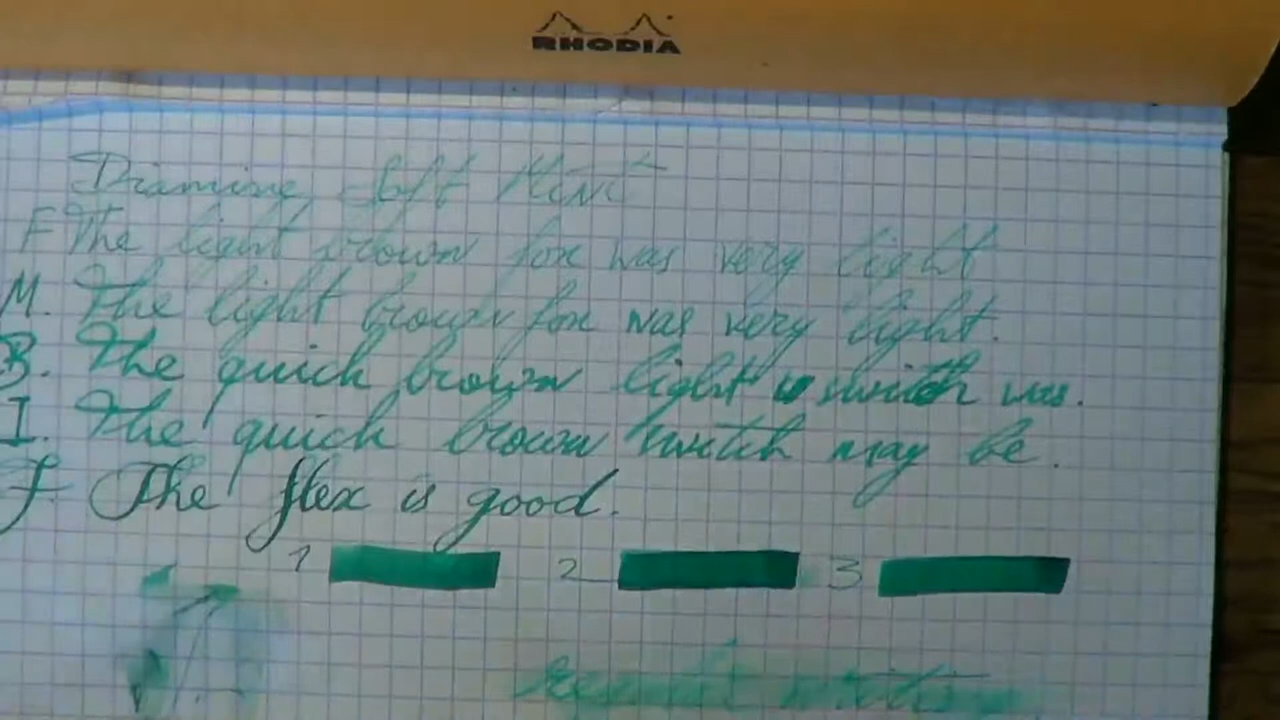 RHODIA
Diamine Soft Mint
F The light brown fox was very light
M. The light brown fox was very light.
B. The quick brown light switch was.
I. The quick brown switch may be.
F. The flex is good.
1 2 3